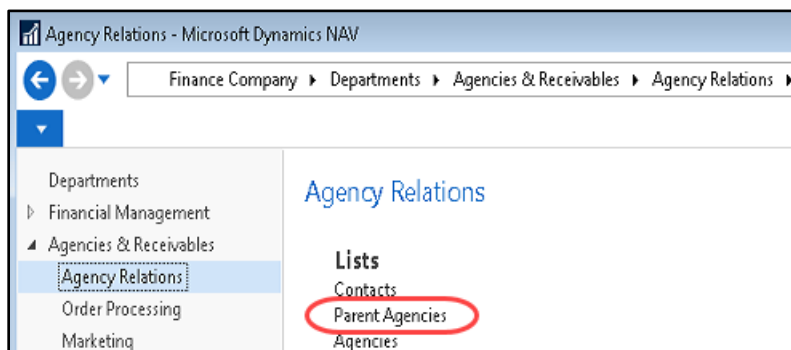 Agency Relations - Microsoft Dynamics NAV
Finance Company ▸ Departments ▸ Agencies & Receivables ▸ Agency Relations ▸
Departments
Financial Management
Agencies & Receivables
Agency Relations
Order Processing
Marketing
Agency Relations
Lists
Contacts
Parent Agencies
Agencies